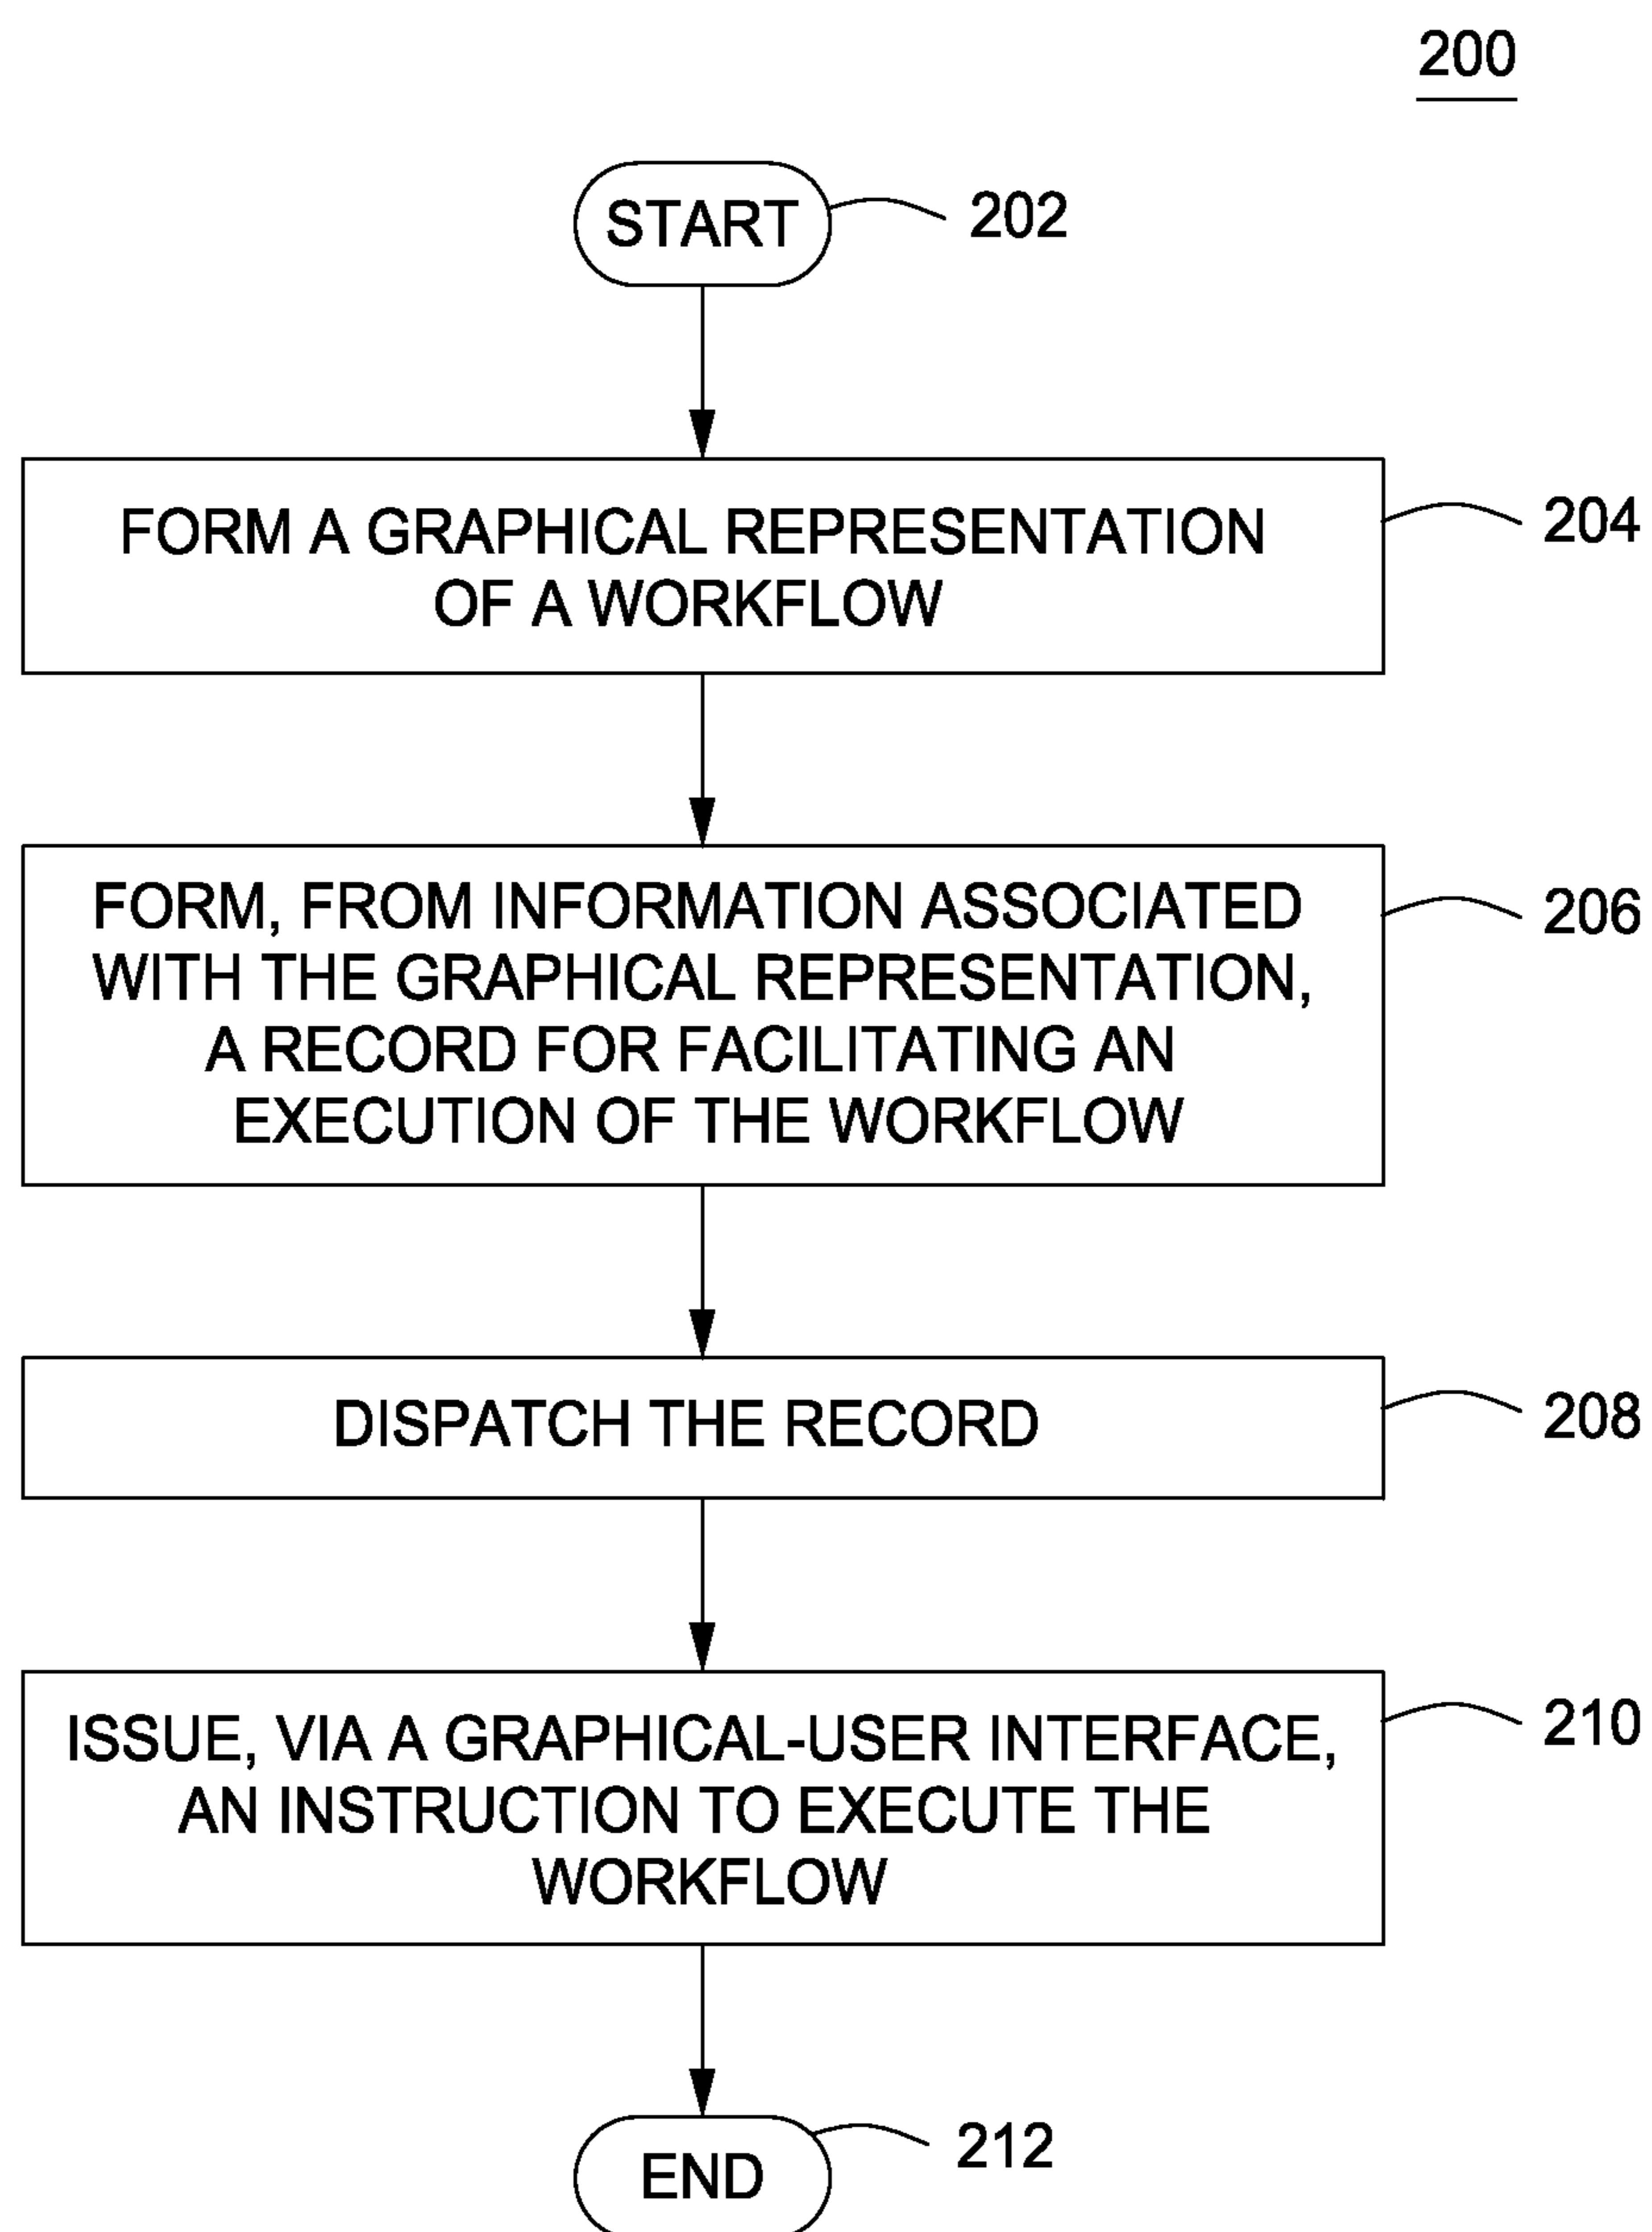 200
START
202
FORM A GRAPHICAL REPRESENTATION
OF A WORKFLOW
204
FORM, FROM INFORMATION ASSOCIATED
WITH THE GRAPHICAL REPRESENTATION,
A RECORD FOR FACILITATING AN
EXECUTION OF THE WORKFLOW
206
DISPATCH THE RECORD
208
ISSUE, VIA A GRAPHICAL-USER INTERFACE,
AN INSTRUCTION TO EXECUTE THE
WORKFLOW
210
END
212